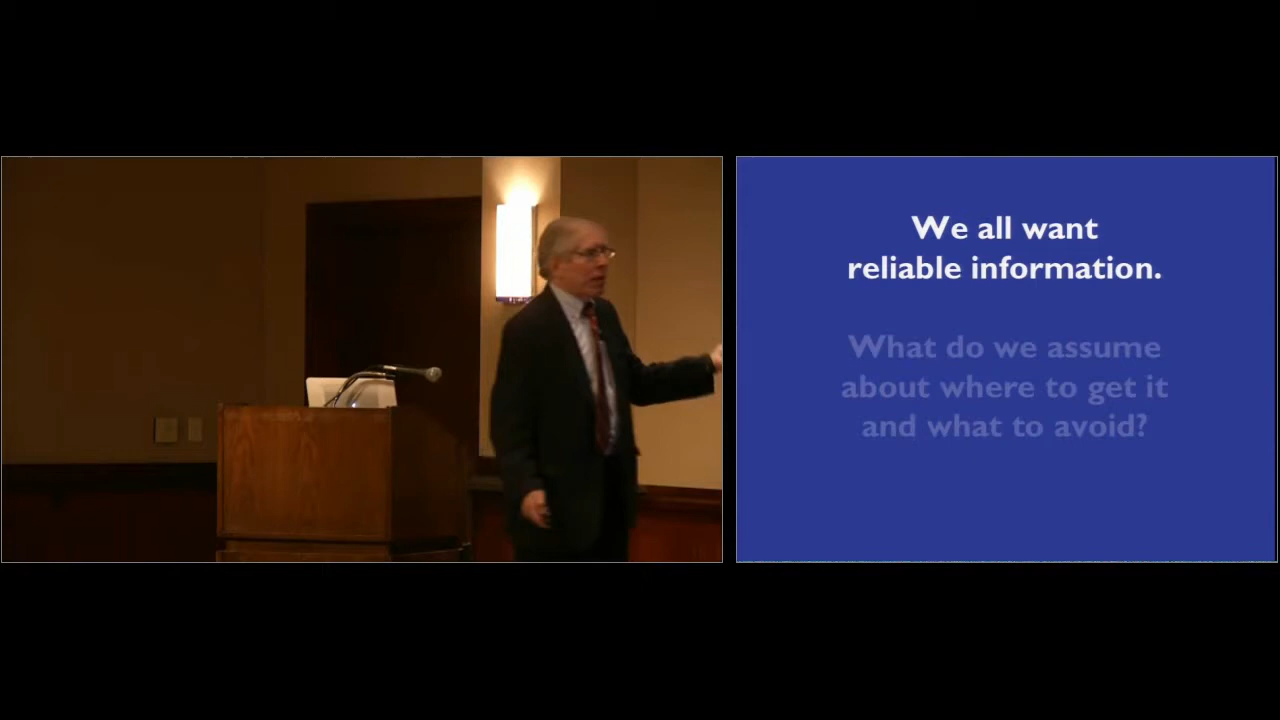 We all want
reliable information.
What do we assume
about where to get it
and what to avoid?